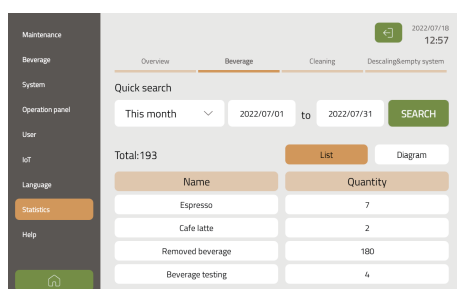 Maintenance
Beverage
System
Operation panel
User
IoT
Language
Statistics
Help
2022/07/18
12:57
Overview Beverage Cleaning Descaling&empty system
Quick search
This month 2022/07/01 to 2022/07/31 SEARCH
Total:193 List Diagram
Name Quantity
Espresso 7
Cafe latte 2
Removed beverage 180
Beverage testing 4